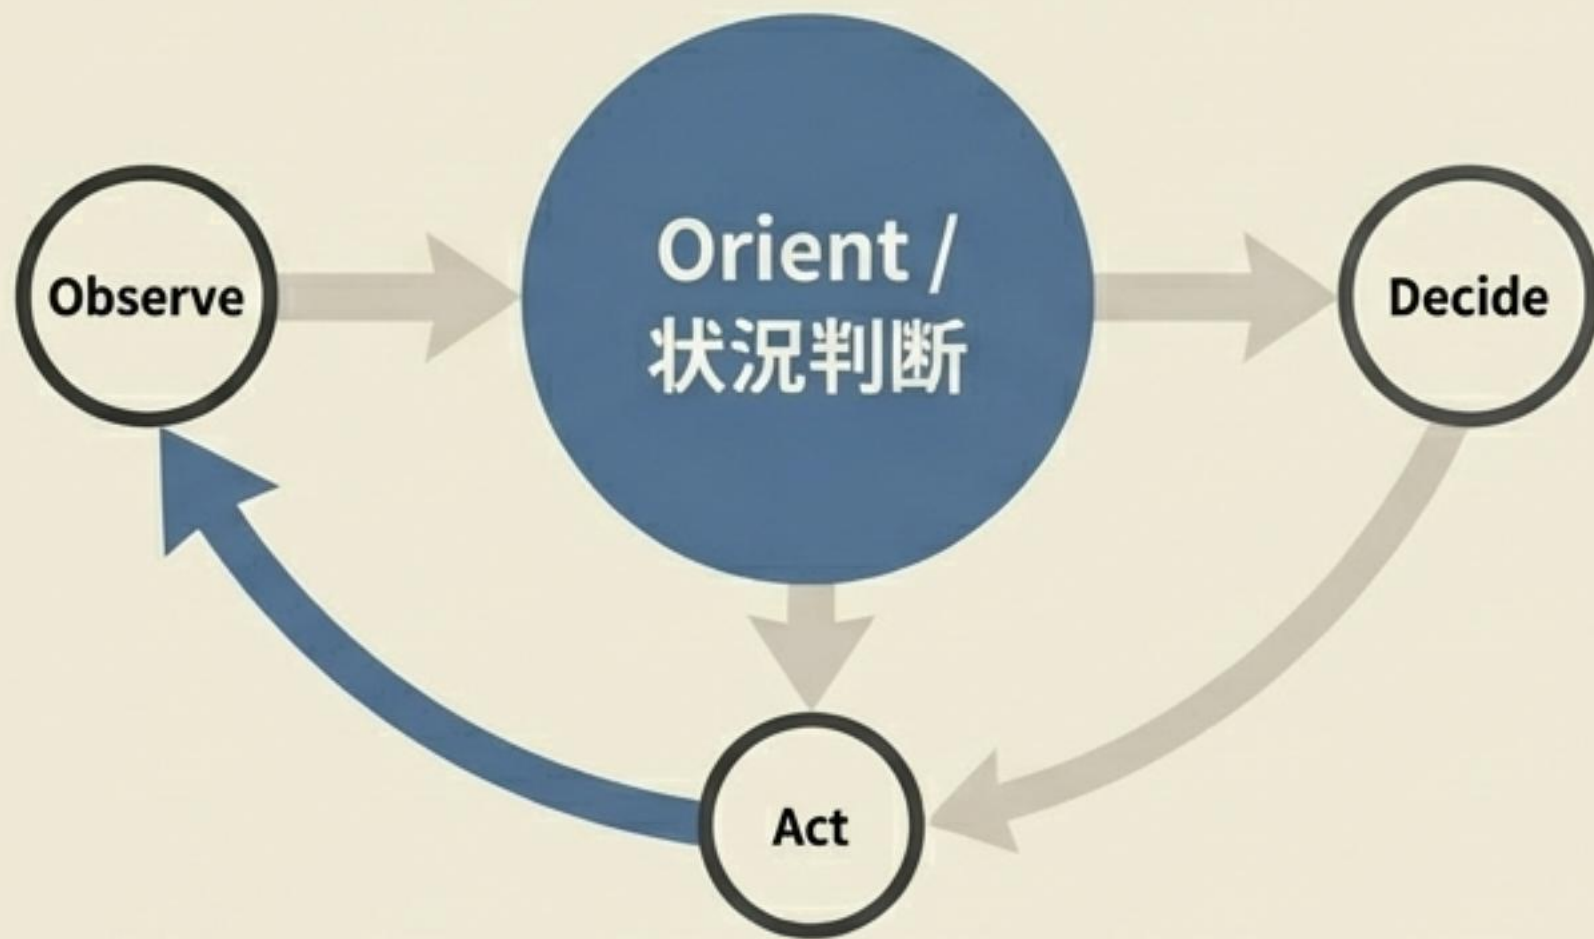 Observe
Orient /
状況判断
Decide
Act